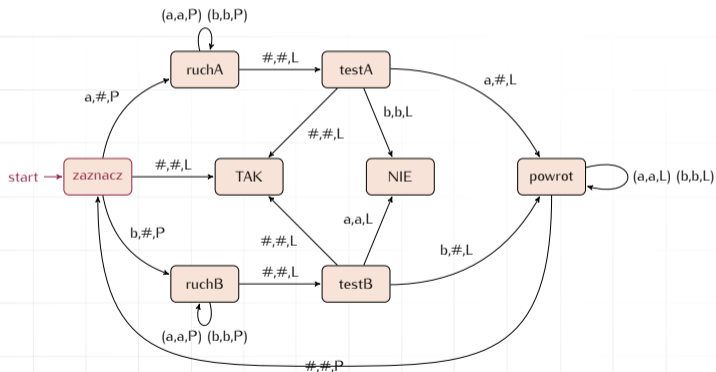 (a,a,P) (b,b,P)
ruchA
#,#,L
testA
a,#,L
a,#,P
b,b,L
#,#,L
start
zaznacz
#,#,L
TAK
NIE
powrot
(a,a,L) (b,b,L)
a,a,L
b,#,P
#,#,L
b,#,L
#,#,L
ruchB
testB
(a,a,P) (b,b,P)
#,#,P